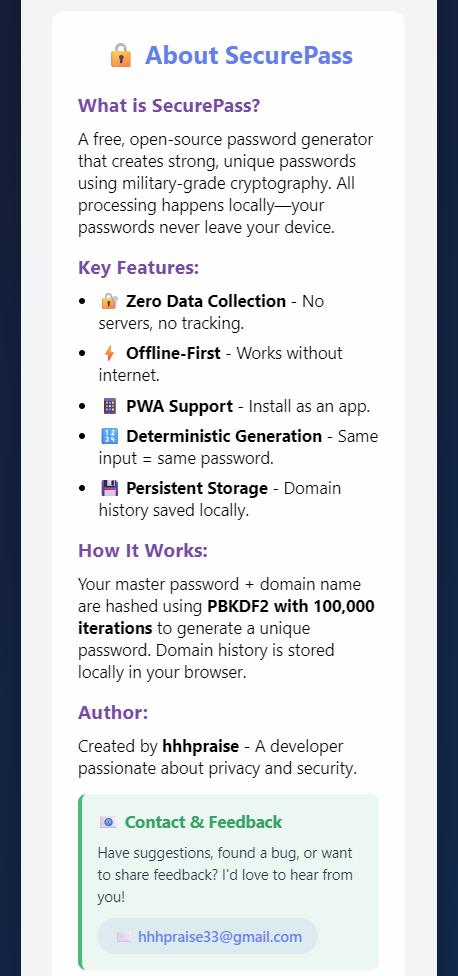 🔒 About SecurePass
What is SecurePass?
A free, open-source password generator
that creates strong, unique passwords
using military-grade cryptography. All
processing happens locally—your
passwords never leave your device.
Key Features:
• 🔐 Zero Data Collection - No
servers, no tracking.
• ⚡ Offline-First - Works without
internet.
• 📱 PWA Support - Install as an app.
• 🔢 Deterministic Generation - Same
input = same password.
• 💾 Persistent Storage - Domain
history saved locally.
How It Works:
Your master password + domain name
are hashed using PBKDF2 with 100,000
iterations to generate a unique
password. Domain history is stored
locally in your browser.
Author:
Created by hhhpraise - A developer
passionate about privacy and security.
📧 Contact & Feedback
Have suggestions, found a bug, or want
to share feedback? I'd love to hear from
you!
✉️ hhhpraise33@gmail.com